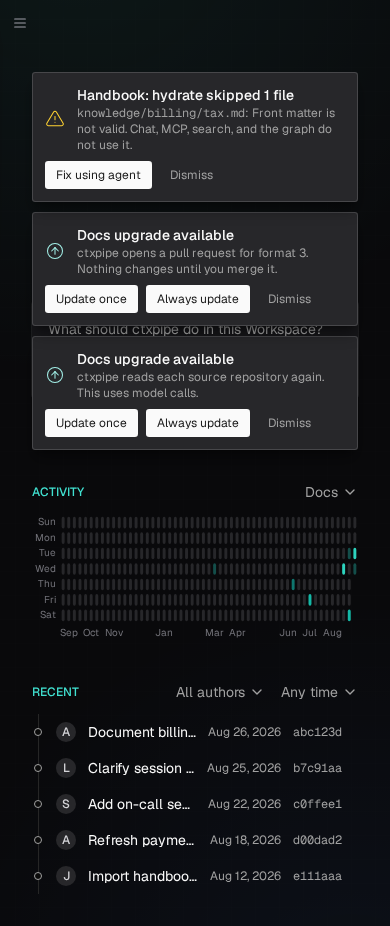 Handbook: hydrate skipped 1 file
knowledge/billing/tax.md: Front matter is
not valid. Chat, MCP, search, and the graph do
not use it.
Fix using agent Dismiss
Docs upgrade available
ctxpipe opens a pull request for format 3.
Nothing changes until you merge it.
Update once Always update Dismiss
What should ctxpipe do in this Workspace?
Docs upgrade available
ctxpipe reads each source repository again.
This uses model calls.
Update once Always update Dismiss
ACTIVITY Docs
Sun
Mon
Tue
Wed
Thu
Fri
Sat
Sep Oct Nov Jan Mar Apr Jun Jul Aug
RECENT All authors Any time
A Document billin... Aug 26, 2026 abc123d
L Clarify session ... Aug 25, 2026 b7c91aa
S Add on-call se... Aug 22, 2026 c0ffee1
A Refresh payme... Aug 18, 2026 d00dad2
J Import handboo... Aug 12, 2026 e111aaa